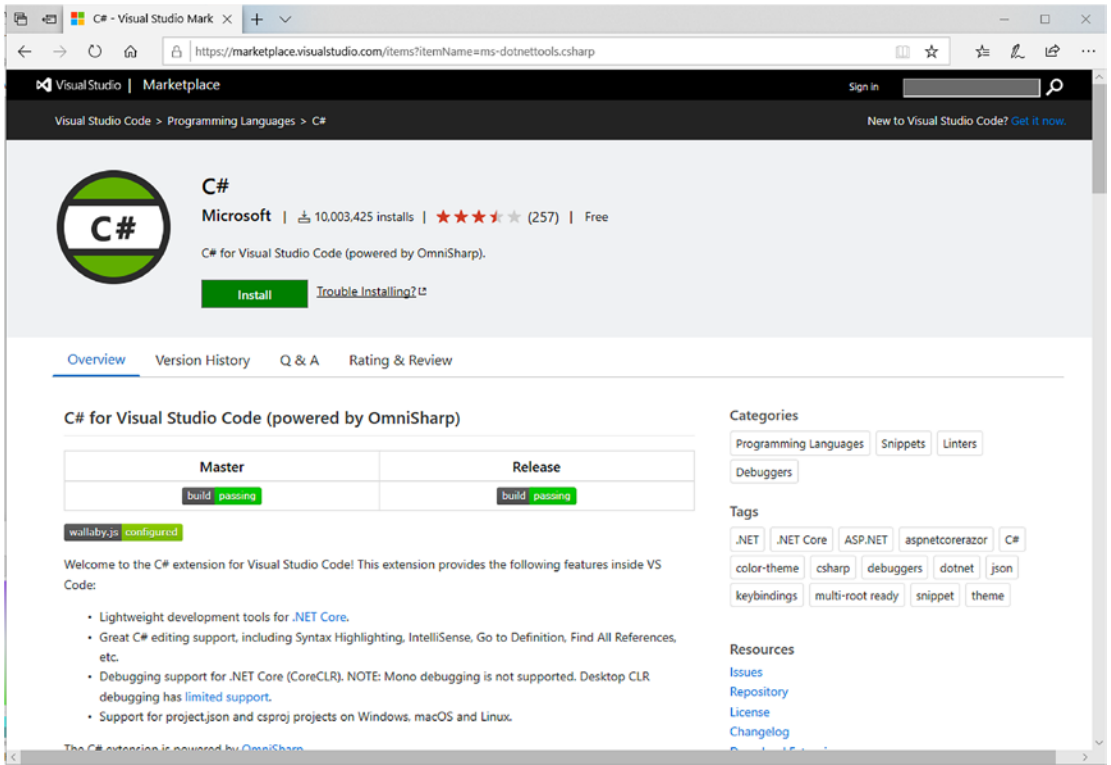 C# - Visual Studio Mark
https://marketplace.visualstudio.com/items?itemName=ms-dotnettools.csharp
Visual Studio | Marketplace
Sign in
Visual Studio Code > Programming Languages > C#
New to Visual Studio Code? Get it now.
C#
C#
Microsoft | 10,003,425 installs | (257) | Free
C# for Visual Studio Code (powered by OmniSharp).
Install
Trouble Installing?
Overview Version History Q & A Rating & Review
C# for Visual Studio Code (powered by OmniSharp)
Master Release
build passing build passing
wallaby.js configured
Welcome to the C# extension for Visual Studio Code! This extension provides the following features inside VS
Code:
• Lightweight development tools for .NET Core.
• Great C# editing support, including Syntax Highlighting, IntelliSense, Go to Definition, Find All References,
etc.
• Debugging support for .NET Core (CoreCLR). NOTE: Mono debugging is not supported. Desktop CLR
debugging has limited support.
• Support for project.json and csproj projects on Windows, macOS and Linux.
The C# extension is powered by OmniSharp
Categories
Programming Languages Snippets Linters
Debuggers
Tags
.NET .NET Core ASP.NET aspnetcorerazor C#
color-theme csharp debuggers dotnet json
keybindings multi-root ready snippet theme
Resources
Issues
Repository
License
Changelog